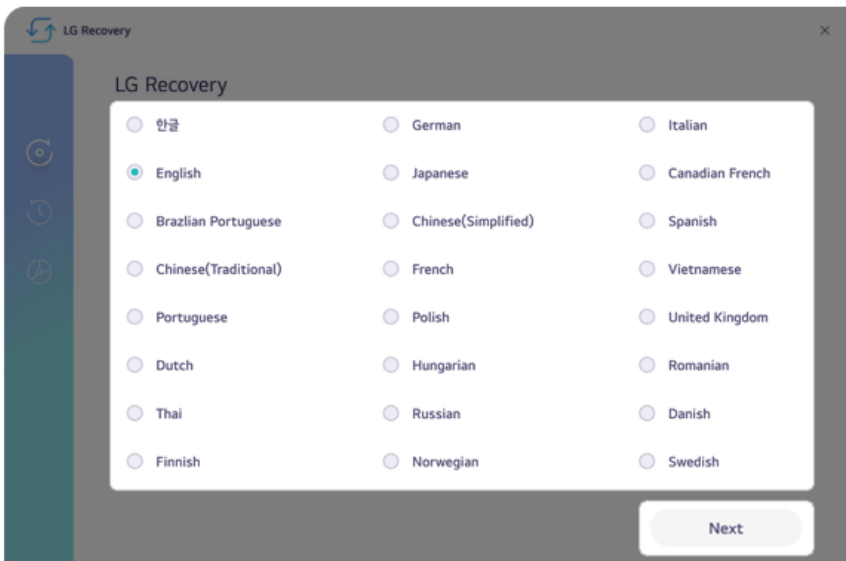 LG Recovery
LG Recovery
한글 German Italian
English Japanese Canadian French
Brazlian Portuguese Chinese(Simplified) Spanish
Chinese(Traditional) French Vietnamese
Portuguese Polish United Kingdom
Dutch Hungarian Romanian
Thai Russian Danish
Finnish Norwegian Swedish
Next